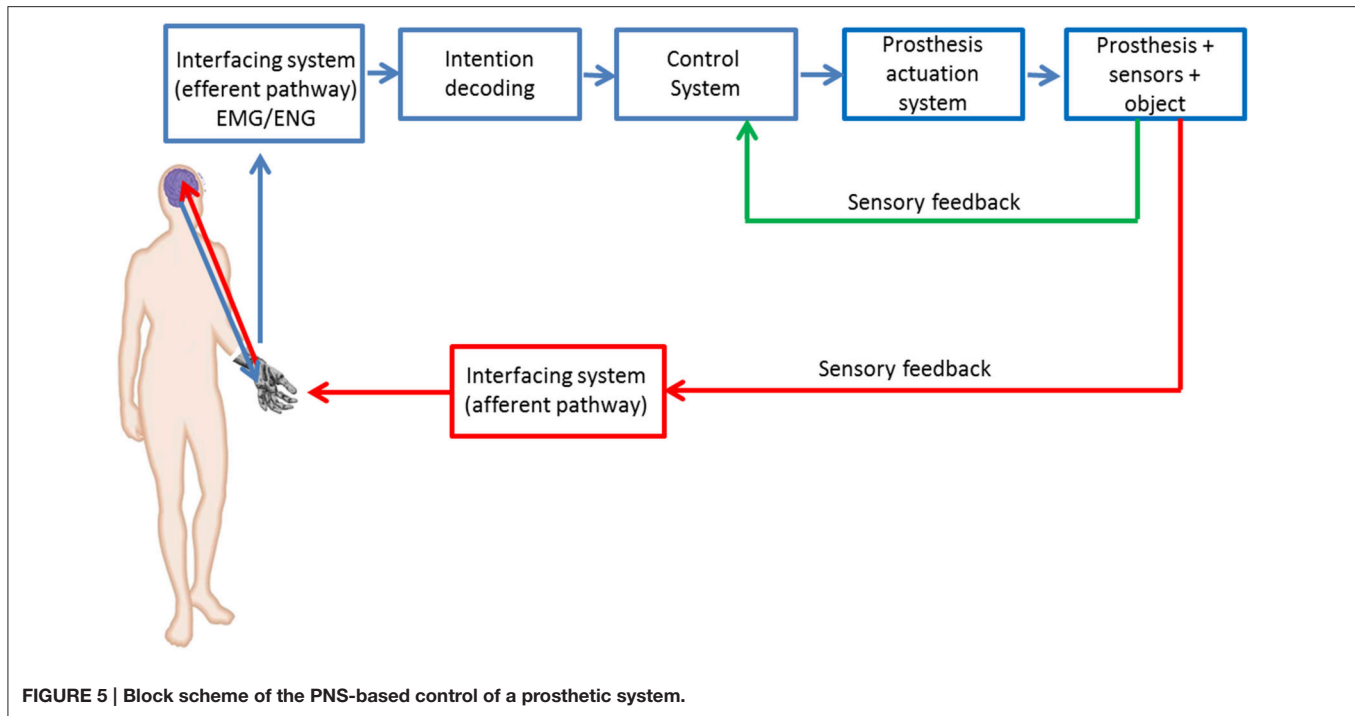 Interfacing system
(efferent pathway)
EMG/ENG
Intention
decoding
Control
System
Prosthesis
actuation
system
Prosthesis +
sensors +
object
Sensory feedback
Sensory feedback
Interfacing system
(afferent pathway)
FIGURE 5 | Block scheme of the PNS-based control of a prosthetic system.